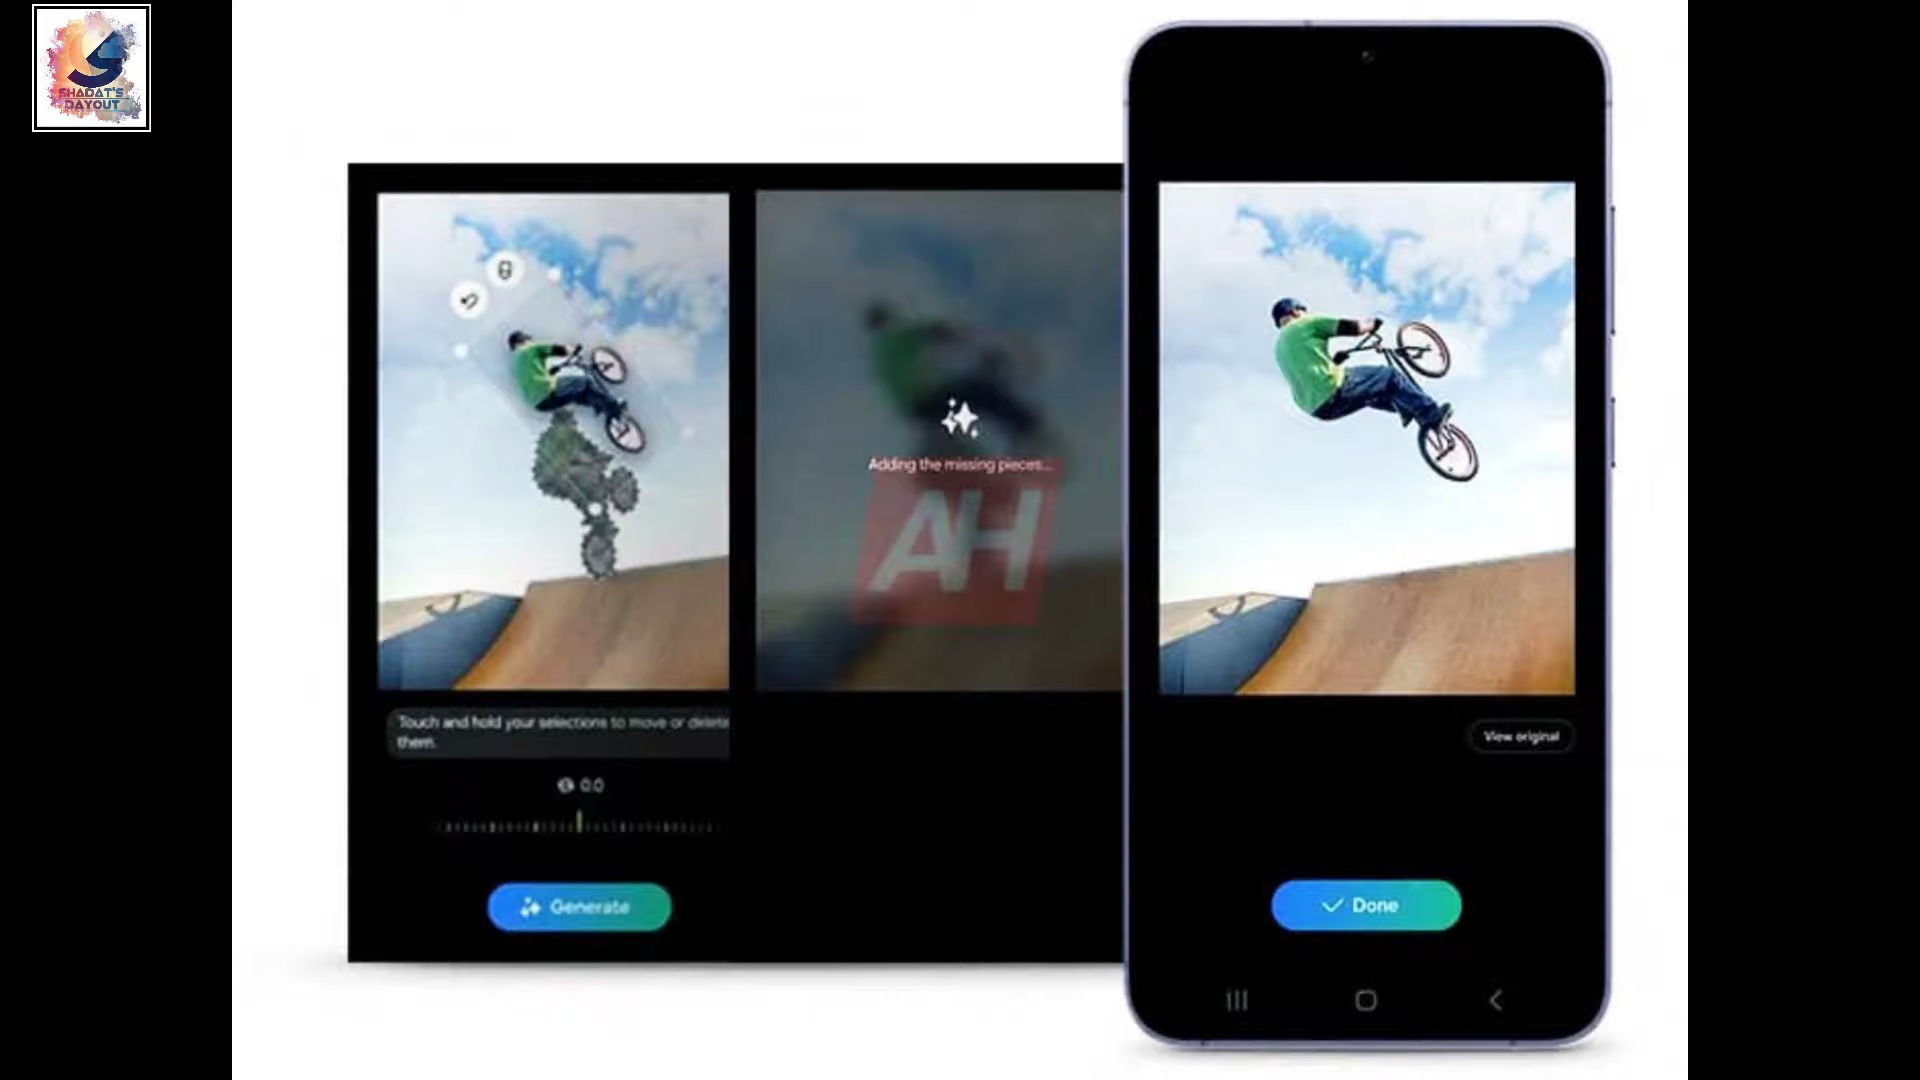 SHADAT'S
DAYOUT
Adding the missing pieces...
AH
Touch and hold your selections to move or delete
them.
0.0
Generate
View original
Done